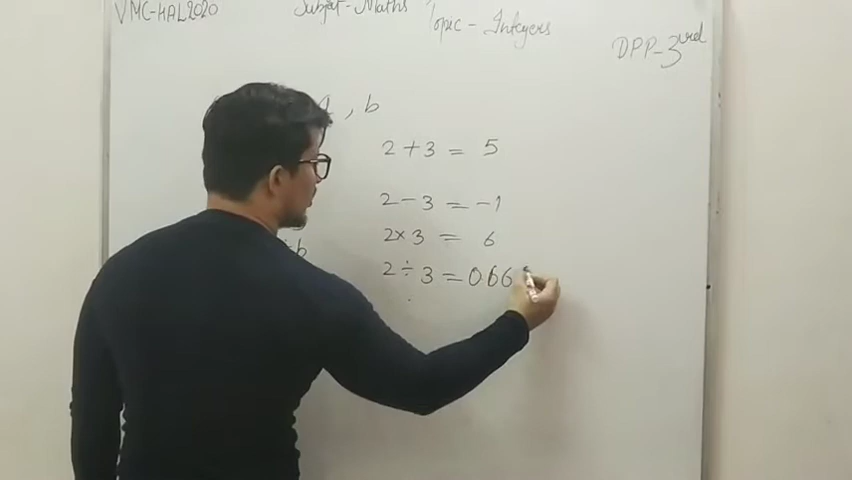 VMC-HAL2020 Subject-Maths Topic - Integers
DPP-3rd
, b
2 + 3 = 5
2 - 3 = -1
2 × 3 = 6
÷b
2 ÷ 3 = 0.66